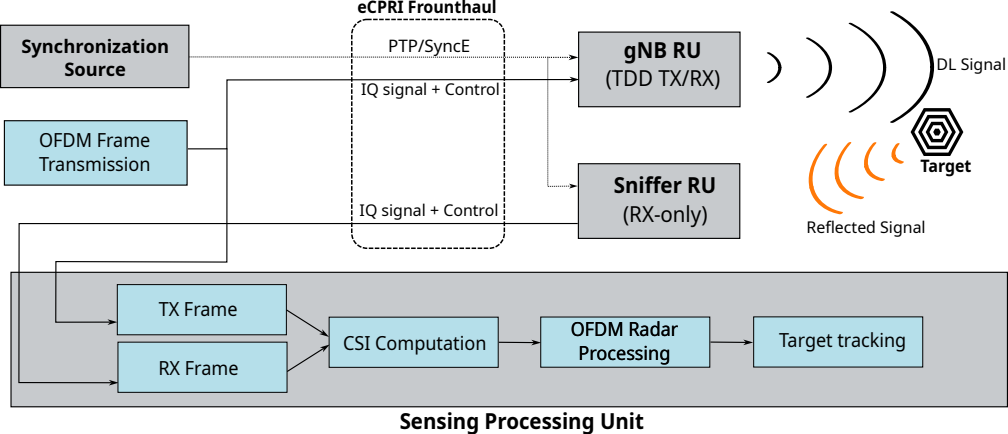 eCPRI Frounthaul
Synchronization
Source
PTP/SyncE
gNB RU
(TDD TX/RX)
DL Signal
IQ signal + Control
OFDM Frame
Transmission
Target
Sniffer RU
(RX-only)
IQ signal + Control
Reflected Signal
TX Frame
RX Frame
CSI Computation
OFDM Radar
Processing
Target tracking
Sensing Processing Unit